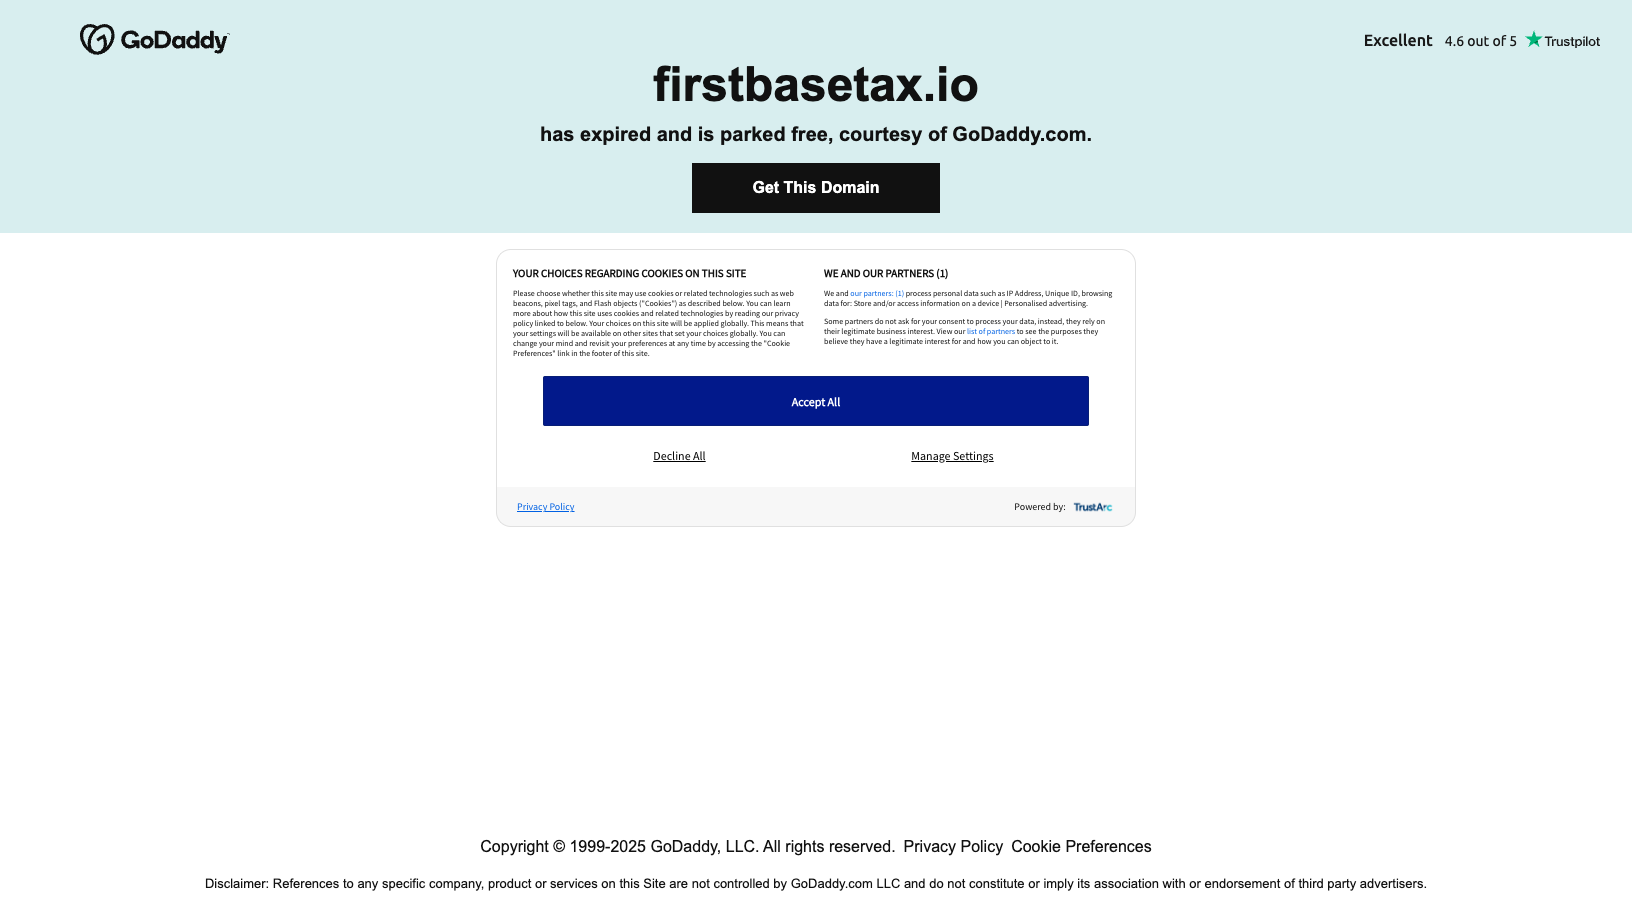 GoDaddy
Excellent 4.6 out of 5 Trustpilot
firstbasetax.io
has expired and is parked free, courtesy of GoDaddy.com.
Get This Domain
YOUR CHOICES REGARDING COOKIES ON THIS SITE
Please choose whether this site may use cookies or related technologies such as web
beacons, pixel tags, and Flash objects ("Cookies") as described below. You can learn
more about how this site uses cookies and related technologies by reading our privacy
policy linked to below. Your choices on this site will be applied globally. This means that
your settings will be available on other sites that set your choices globally. You can
change your mind and revisit your preferences at any time by accessing the "Cookie
Preferences" link in the footer of this site.
WE AND OUR PARTNERS (1)
We and our partners: (1) process personal data such as IP Address, Unique ID, browsing
data for: Store and/or access information on a device | Personalised advertising.
Some partners do not ask for your consent to process your data, instead, they rely on
their legitimate business interest. View our list of partners to see the purposes they
believe they have a legitimate interest for and how you can object to it.
Accept All
Decline All
Manage Settings
Privacy Policy
Powered by: TrustArc
Copyright © 1999-2025 GoDaddy, LLC. All rights reserved. Privacy Policy Cookie Preferences
Disclaimer: References to any specific company, product or services on this Site are not controlled by GoDaddy.com LLC and do not constitute or imply its association with or endorsement of third party advertisers.